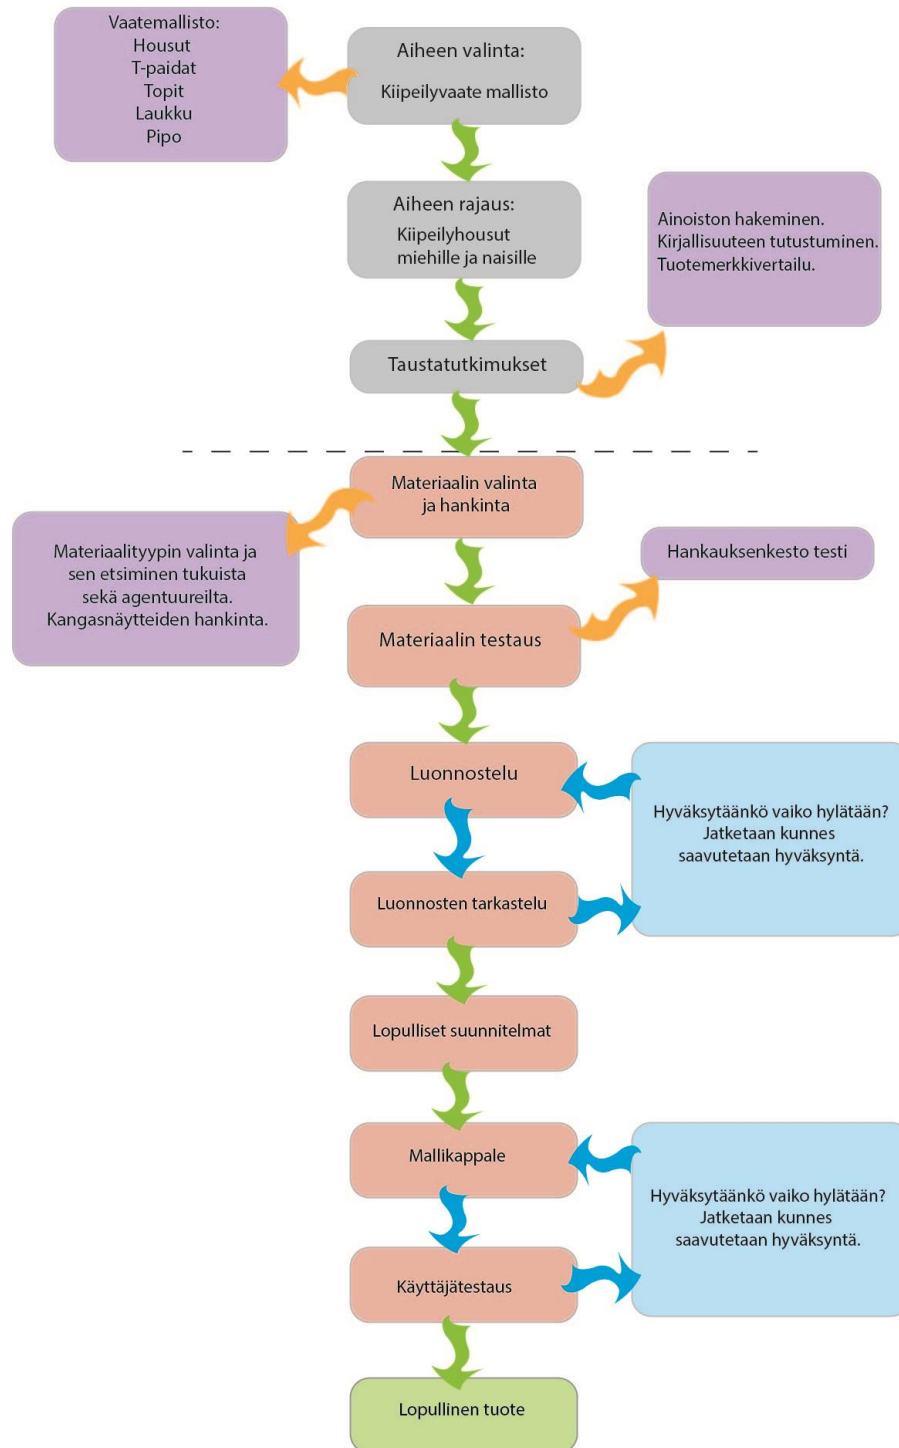 Vaatemallisto:
Housut
T-paidat
Topit
Laukku
Pipo
Aiheen valinta:
Kiipeilyvaate mallisto
Aiheen rajaus:
Kiipeilyhousut
miehille ja naisille
Ainoiston hakeminen.
Kirjallisuuteen tutustuminen.
Tuotemerkkivertailu.
Taustatutkimukset
Materiaalin valinta
ja hankinta
Materiaalityypin valinta ja
sen etsiminen tukuista
sekä agentuureilta.
Kangasnäytteiden hankinta.
Hankauksenkesto testi
Materiaalin testaus
Luonnostelu
Hyväksytäänkö vaiko hylätään?
Jatketaan kunnes
saavutetaan hyväksyntä.
Luonnosten tarkastelu
Lopulliset suunnitelmat
Mallikappale
Hyväksytäänkö vaiko hylätään?
Jatketaan kunnes
saavutetaan hyväksyntä.
Käyttäjätestaus
Lopullinen tuote